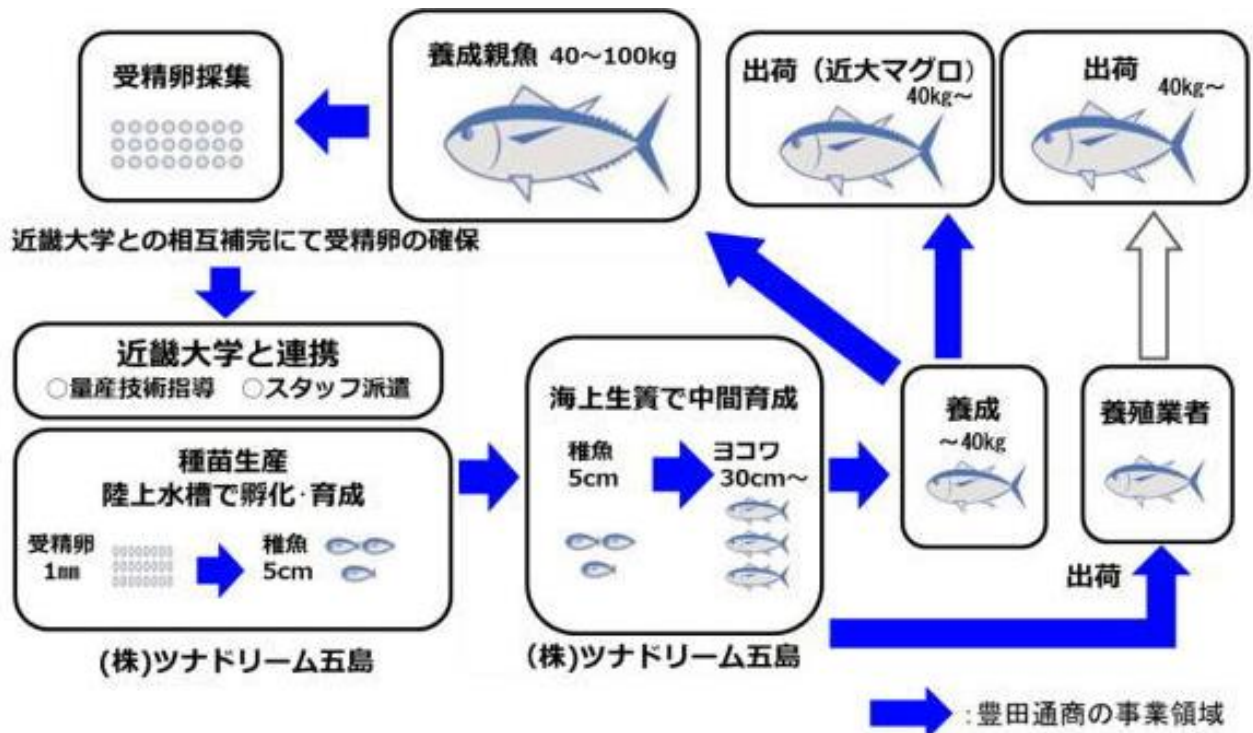 受精卵採集
養成親魚 40～100kg
出荷（近大マグロ）
40kg～
出荷
40kg～
近畿大学との相互補完にて受精卵の確保
近畿大学と連携
○量産技術指導 ○スタッフ派遣
種苗生産
陸上水槽で孵化･育成
受精卵
1㎜
稚魚
5cm
(株)ツナドリーム五島
海上生簀で中間育成
稚魚
5cm
ヨコワ
30cm～
(株)ツナドリーム五島
養成
～40kg
養殖業者
出荷
:豊田通商の事業領域